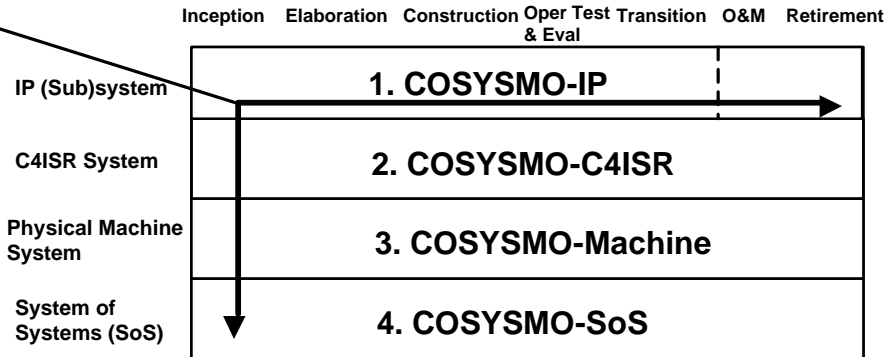 Inception Elaboration Construction Oper Test Transition O&M Retirement
& Eval
IP (Sub)system
1. COSYSMO-IP
C4ISR System
2. COSYSMO-C4ISR
Physical Machine
System
3. COSYSMO-Machine
System of
Systems (SoS)
4. COSYSMO-SoS